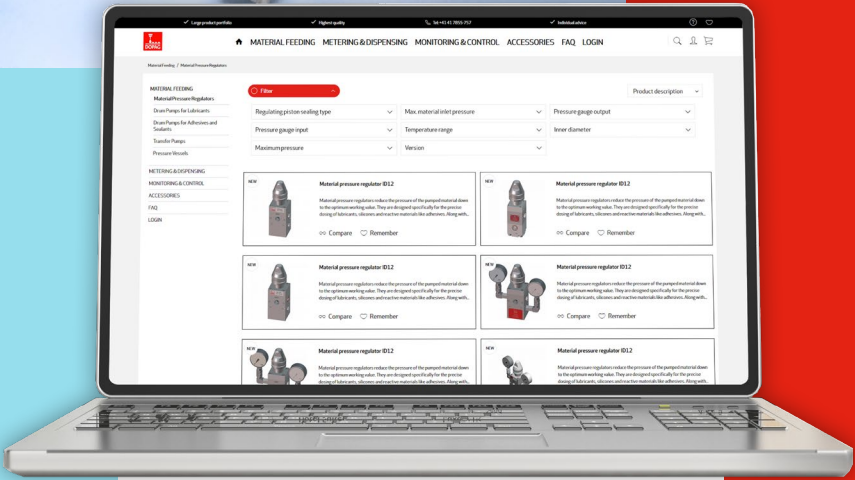 ✓ Large product portfolio
✓ Highest quality
Tel +41 41 7855 757
✓ Individual advice
DOPAG
MATERIAL FEEDING METERING & DISPENSING MONITORING & CONTROL ACCESSORIES FAQ LOGIN
Material Feeding / Material Pressure Regulators
MATERIAL FEEDING
Material Pressure Regulators
Drum Pumps for Lubricants
Drum Pumps for Adhesives and
Sealants
Transfer Pumps
Pressure Vessels
METERING & DISPENSING
MONITORING & CONTROL
ACCESSORIES
FAQ
LOGIN
Filter
Product description
Regulating piston sealing type
Max. material inlet pressure
Pressure gauge output
Pressure gauge input
Temperature range
Inner diameter
Maximum pressure
Version
NEW
Material pressure regulator ID12
Material pressure regulators reduce the pressure of the pumped material down
to the optimum working value. They are designed specifically for the precise
dosing of lubricants, silicones and reactive materials like adhesives. Along with..
Compare Remember
NEW
Material pressure regulator ID12
Material pressure regulators reduce the pressure of the pumped material down
to the optimum working value. They are designed specifically for the precise
dosing of lubricants, silicones and reactive materials like adhesives. Along with..
Compare Remember
NEW
Material pressure regulator ID12
Material pressure regulators reduce the pressure of the pumped material down
to the optimum working value. They are designed specifically for the precise
dosing of lubricants, silicones and reactive materials like adhesives. Along with..
Compare Remember
NEW
Material pressure regulator ID12
Material pressure regulators reduce the pressure of the pumped material down
to the optimum working value. They are designed specifically for the precise
dosing of lubricants, silicones and reactive materials like adhesives. Along with..
Compare Remember
NEW
Material pressure regulator ID12
Material pressure regulators reduce the pressure of the pumped material down
to the optimum working value. They are designed specifically for the precise
dosing of lubricants, silicones and reactive materials like adhesives. Along with..
NEW
Material pressure regulator ID12
Material pressure regulators reduce the pressure of the pumped material down
to the optimum working value. They are designed specifically for the precise
dosing of lubricants, silicones and reactive materials like adhesives. Along with..